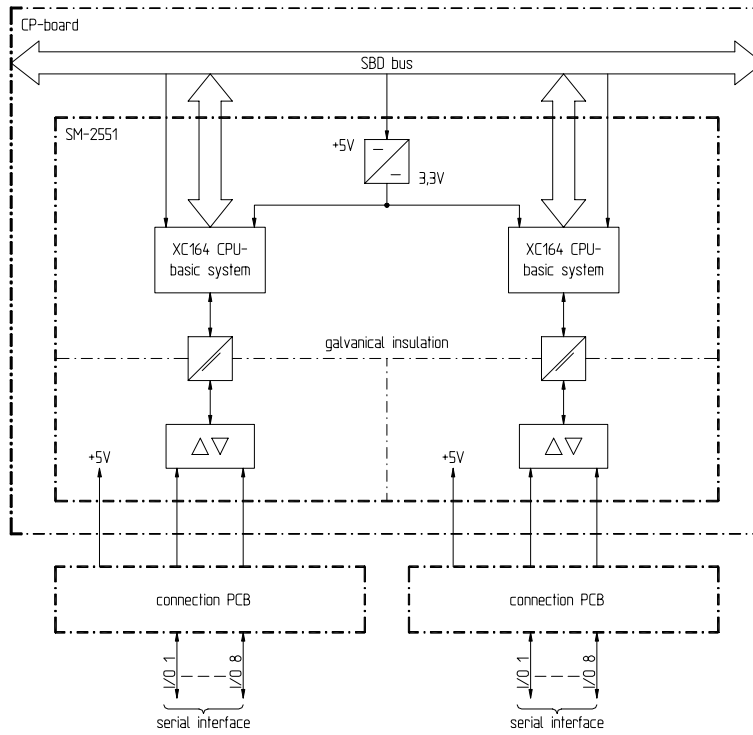 CP-board
SBD bus
SM-2551
+5V
3,3V
XC164 CPU-
basic system
XC164 CPU-
basic system
galvanical insulation
+5V
+5V
connection PCB
connection PCB
I/O 1
I/O 8
I/O 1
I/O 8
serial interface
serial interface